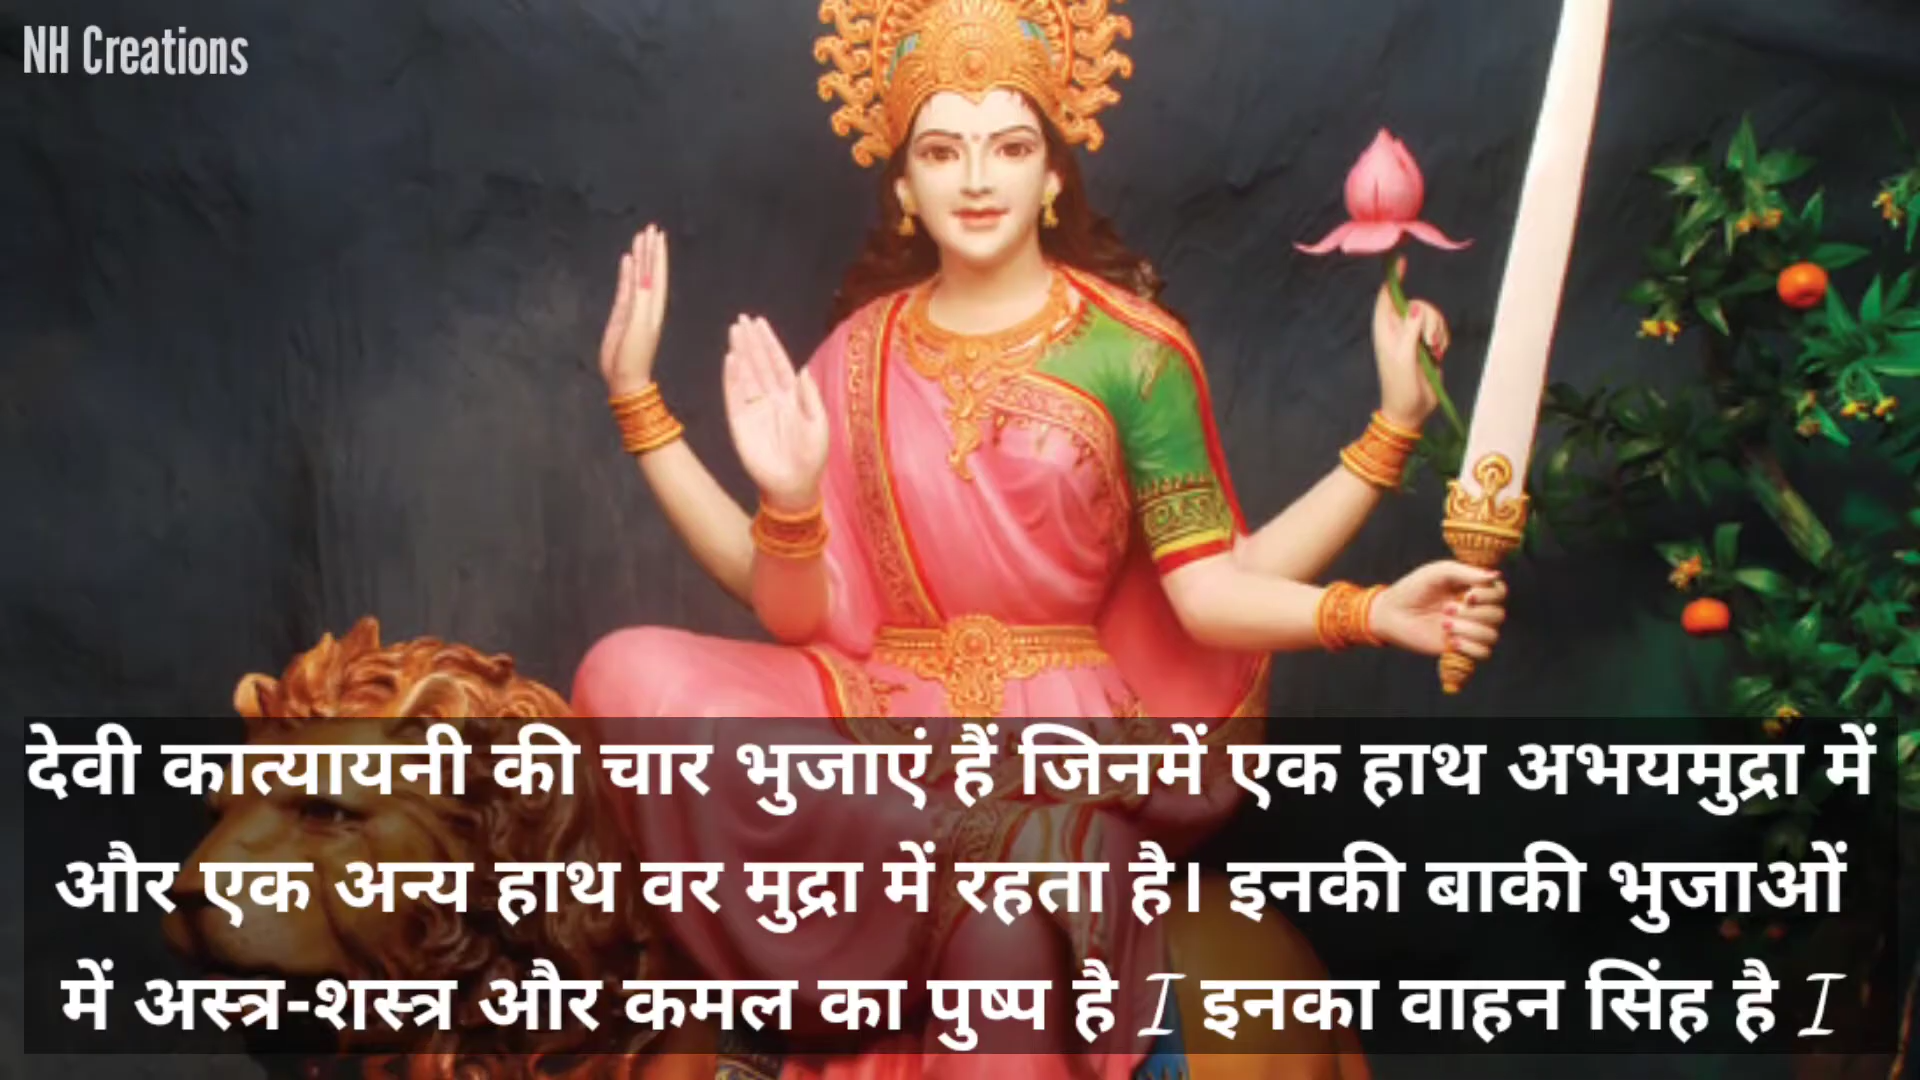 NH Creations
देवी कात्यायनी की चार भुजाएं हैं जिनमें एक हाथ अभयमुद्रा में
और एक अन्य हाथ वर मुद्रा में रहता है। इनकी बाकी भुजाओं
में अस्त्र-शस्त्र और कमल का पुष्प है I इनका वाहन सिंह है I